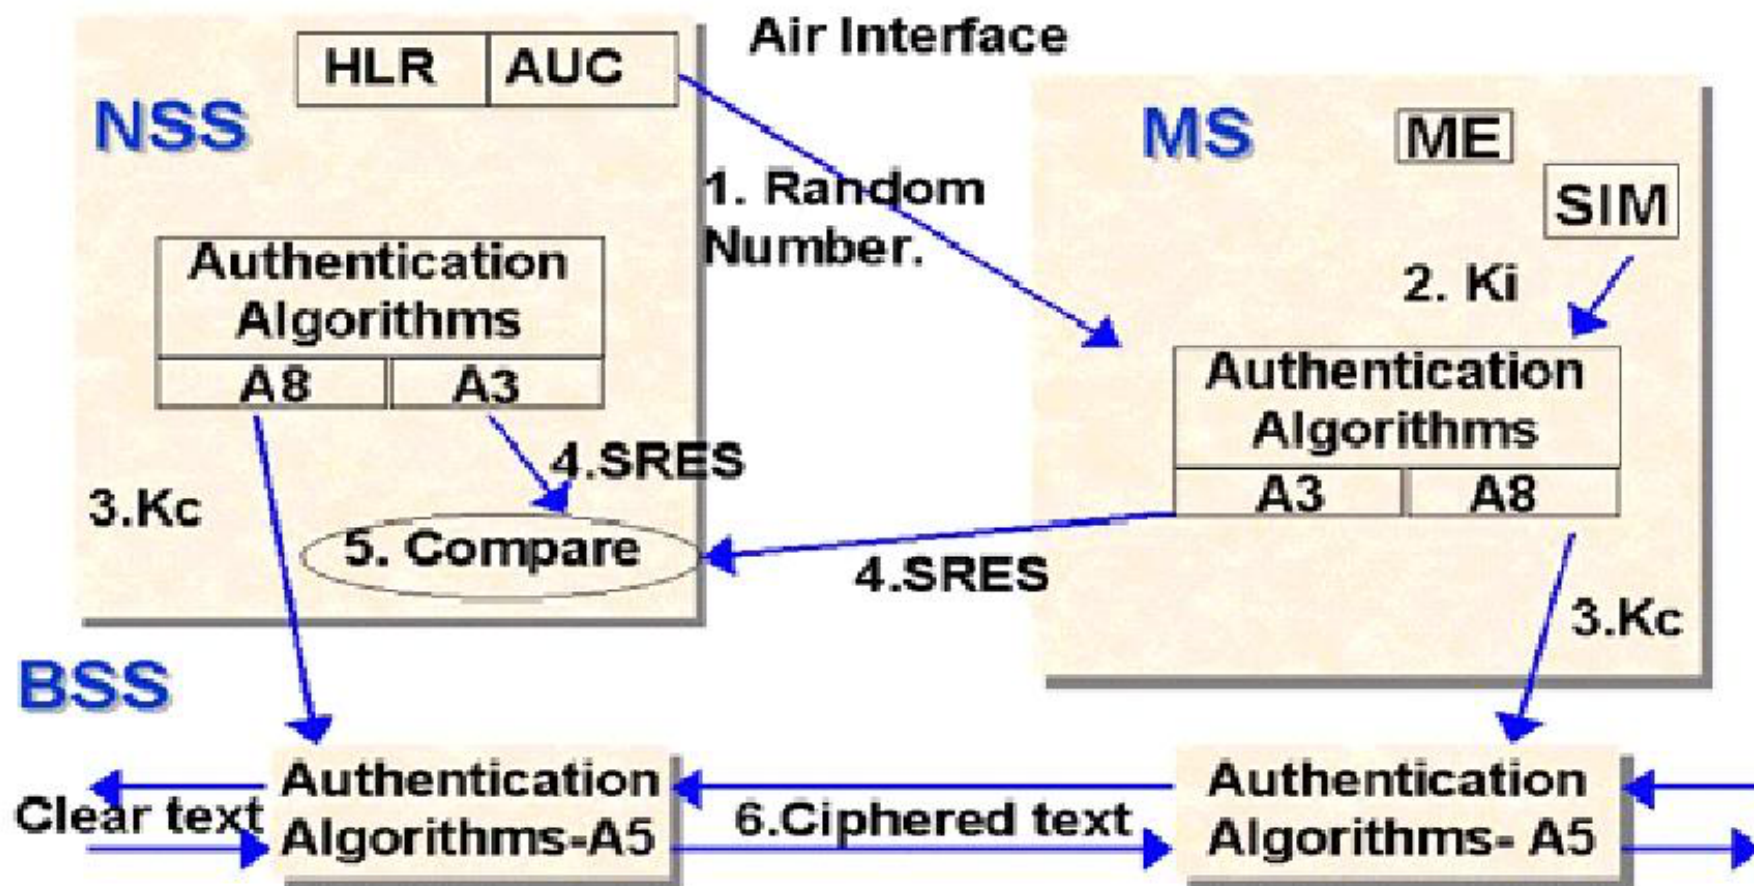 Air Interface
HLR AUC
NSS
1. Random
Number.
Authentication
Algorithms
A8 A3
4.SRES
3.Kc
5. Compare
MS
ME
SIM
2. Ki
Authentication
Algorithms
A3 A8
4.SRES
3.Kc
BSS
Clear text
Authentication
Algorithms-A5
6.Ciphered text
Authentication
Algorithms- A5